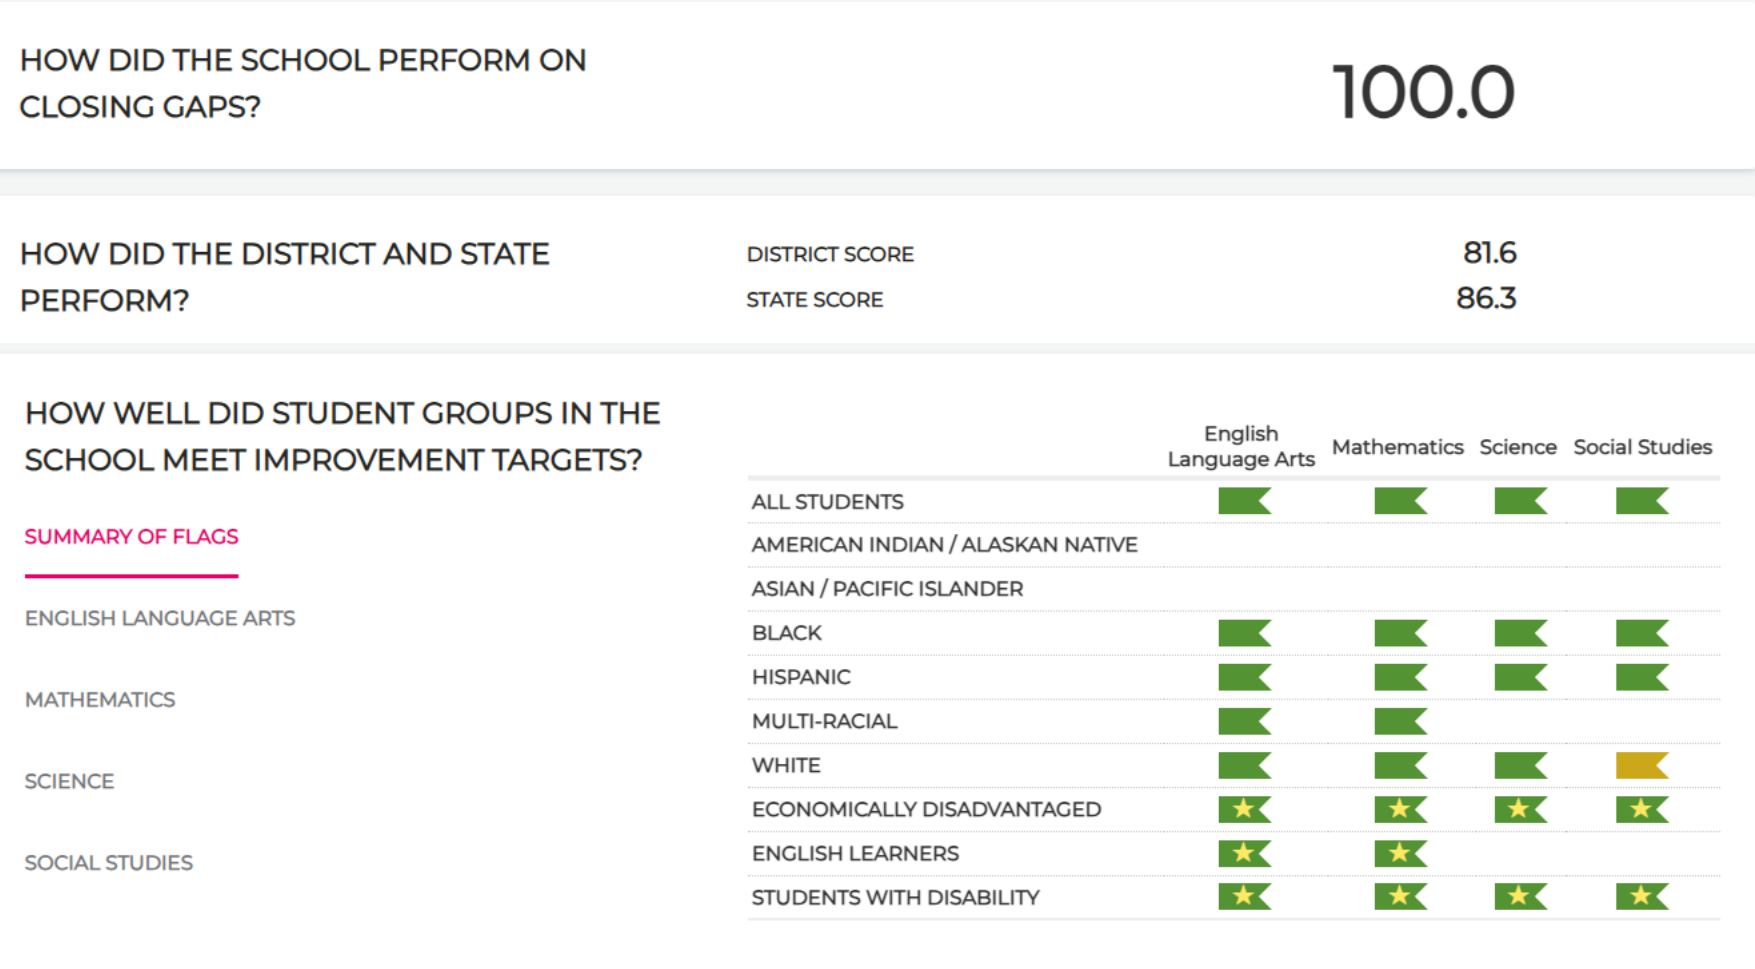 HOW DID THE SCHOOL PERFORM ON
CLOSING GAPS?
100.0
HOW DID THE DISTRICT AND STATE
PERFORM?
DISTRICT SCORE 81.6
STATE SCORE 86.3
HOW WELL DID STUDENT GROUPS IN THE
SCHOOL MEET IMPROVEMENT TARGETS?
SUMMARY OF FLAGS
ENGLISH LANGUAGE ARTS
MATHEMATICS
SCIENCE
SOCIAL STUDIES
English
Language Arts Mathematics Science Social Studies
ALL STUDENTS
AMERICAN INDIAN / ALASKAN NATIVE
ASIAN / PACIFIC ISLANDER
BLACK
HISPANIC
MULTI-RACIAL
WHITE
ECONOMICALLY DISADVANTAGED
ENGLISH LEARNERS
STUDENTS WITH DISABILITY